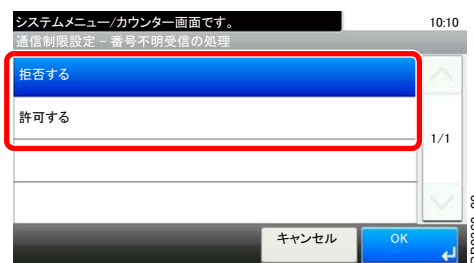 システムメニュー/カウンター画面です。 10:10
通信制限設定 - 番号不明受信の処理
拒否する
許可する
1/1
キャンセル OK